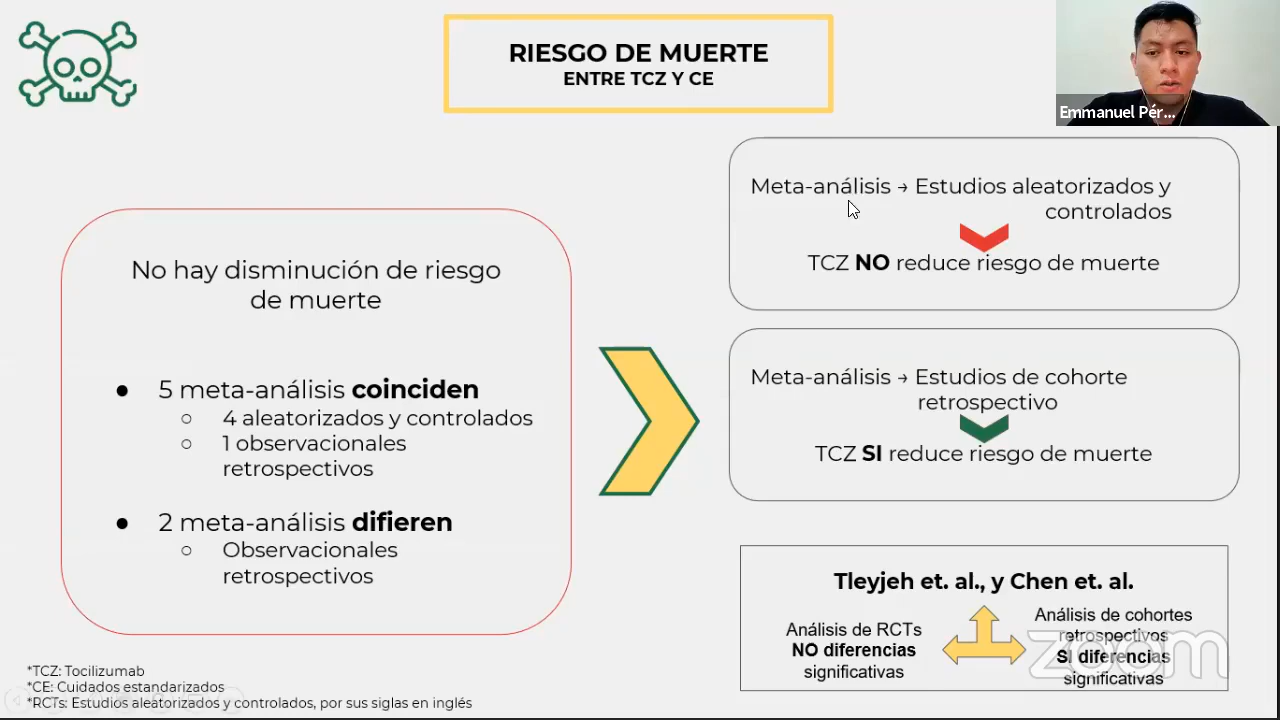 RIESGO DE MUERTE
ENTRE TCZ Y CE
Emmanuel Pér...
No hay disminución de riesgo
de muerte
● 5 meta-análisis coinciden
○ 4 aleatorizados y controlados
○ 1 observacionales
retrospectivos
● 2 meta-análisis difieren
○ Observacionales
retrospectivos
Meta-análisis → Estudios aleatorizados y
controlados
TCZ NO reduce riesgo de muerte
Meta-análisis → Estudios de cohorte
retrospectivo
TCZ SI reduce riesgo de muerte
Tleyjeh et. al., y Chen et. al.
Análisis de RCTs
NO diferencias
significativas
Análisis de cohortes
retrospectivos
SI diferencias
significativas
zoom
*TCZ: Tocilizumab
*CE: Cuidados estandarizados
*RCTs: Estudios aleatorizados y controlados, por sus siglas en inglés